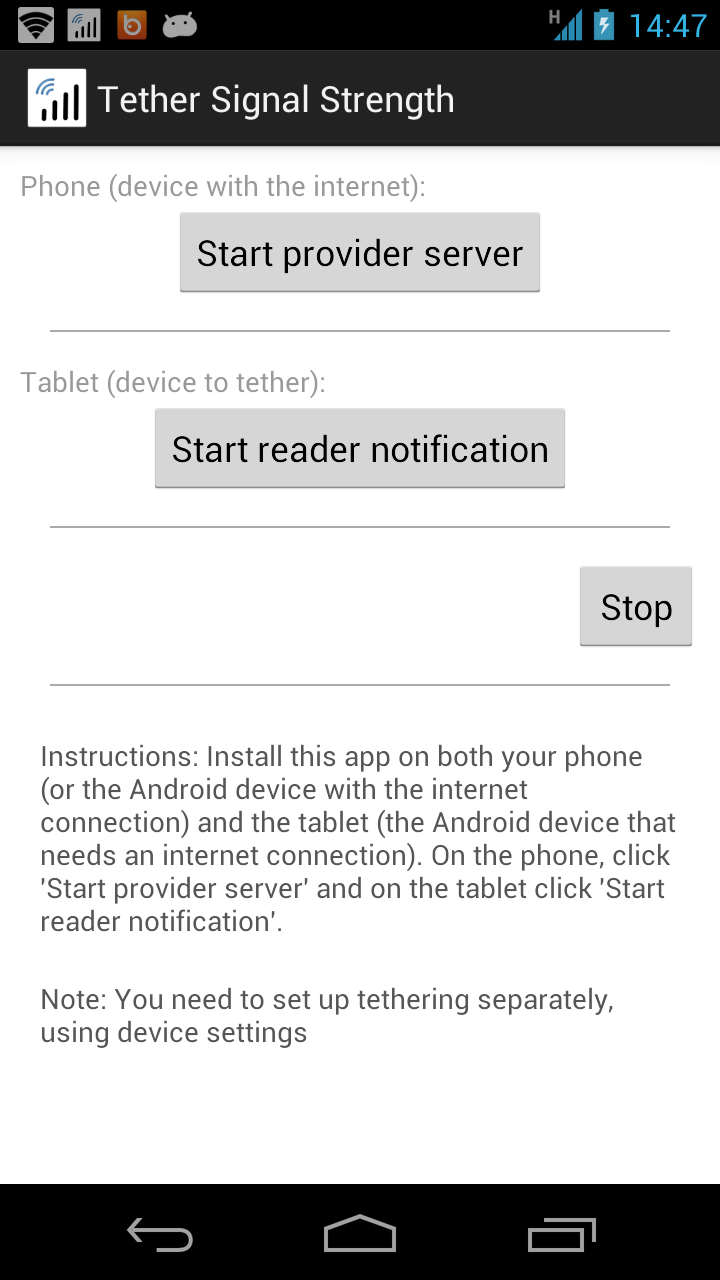 H 14:47
Tether Signal Strength
Phone (device with the internet):
Start provider server
Tablet (device to tether):
Start reader notification
Stop
Instructions: Install this app on both your phone
(or the Android device with the internet
connection) and the tablet (the Android device that
needs an internet connection). On the phone, click
'Start provider server' and on the tablet click 'Start
reader notification'.
Note: You need to set up tethering separately,
using device settings